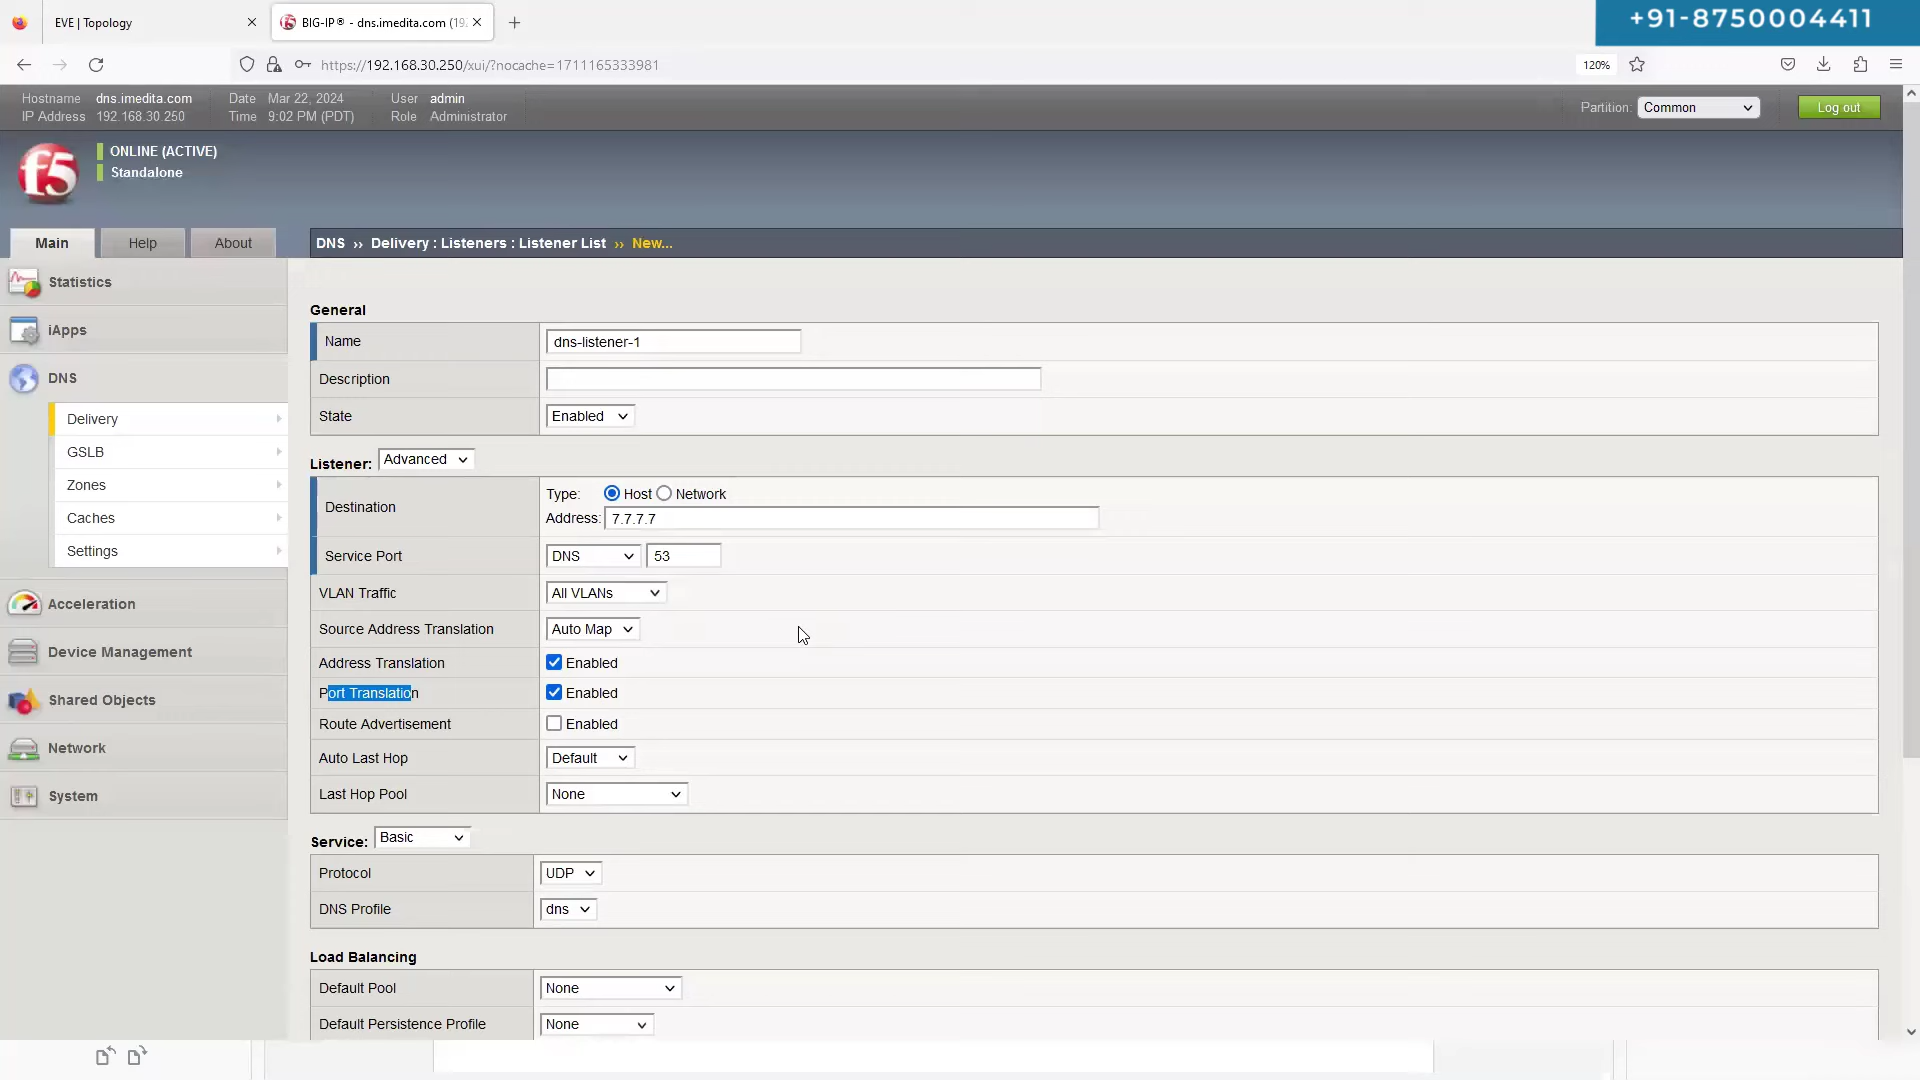 EVE | Topology
BIG-IP® - dns.imedita.com (19
+91-8750004411
https://192.168.30.250/xui/?nocache=1711165333981
120%
Hostname dns.imedita.com Date Mar 22, 2024 User admin
IP Address 192.168.30.250 Time 9:02 PM (PDT) Role Administrator
Partition: Common Log out
f5
ONLINE (ACTIVE)
Standalone
Main Help About
DNS ›› Delivery : Listeners : Listener List ›› New...
Statistics
iApps
DNS
Delivery
GSLB
Zones
Caches
Settings
Acceleration
Device Management
Shared Objects
Network
System
General
Name dns-listener-1
Description
State Enabled
Listener: Advanced
Destination
Type: Host Network
Address: 7.7.7.7
Service Port DNS 53
VLAN Traffic All VLANs
Source Address Translation Auto Map
Address Translation Enabled
Port Translation Enabled
Route Advertisement Enabled
Auto Last Hop Default
Last Hop Pool None
Service: Basic
Protocol UDP
DNS Profile dns
Load Balancing
Default Pool None
Default Persistence Profile None